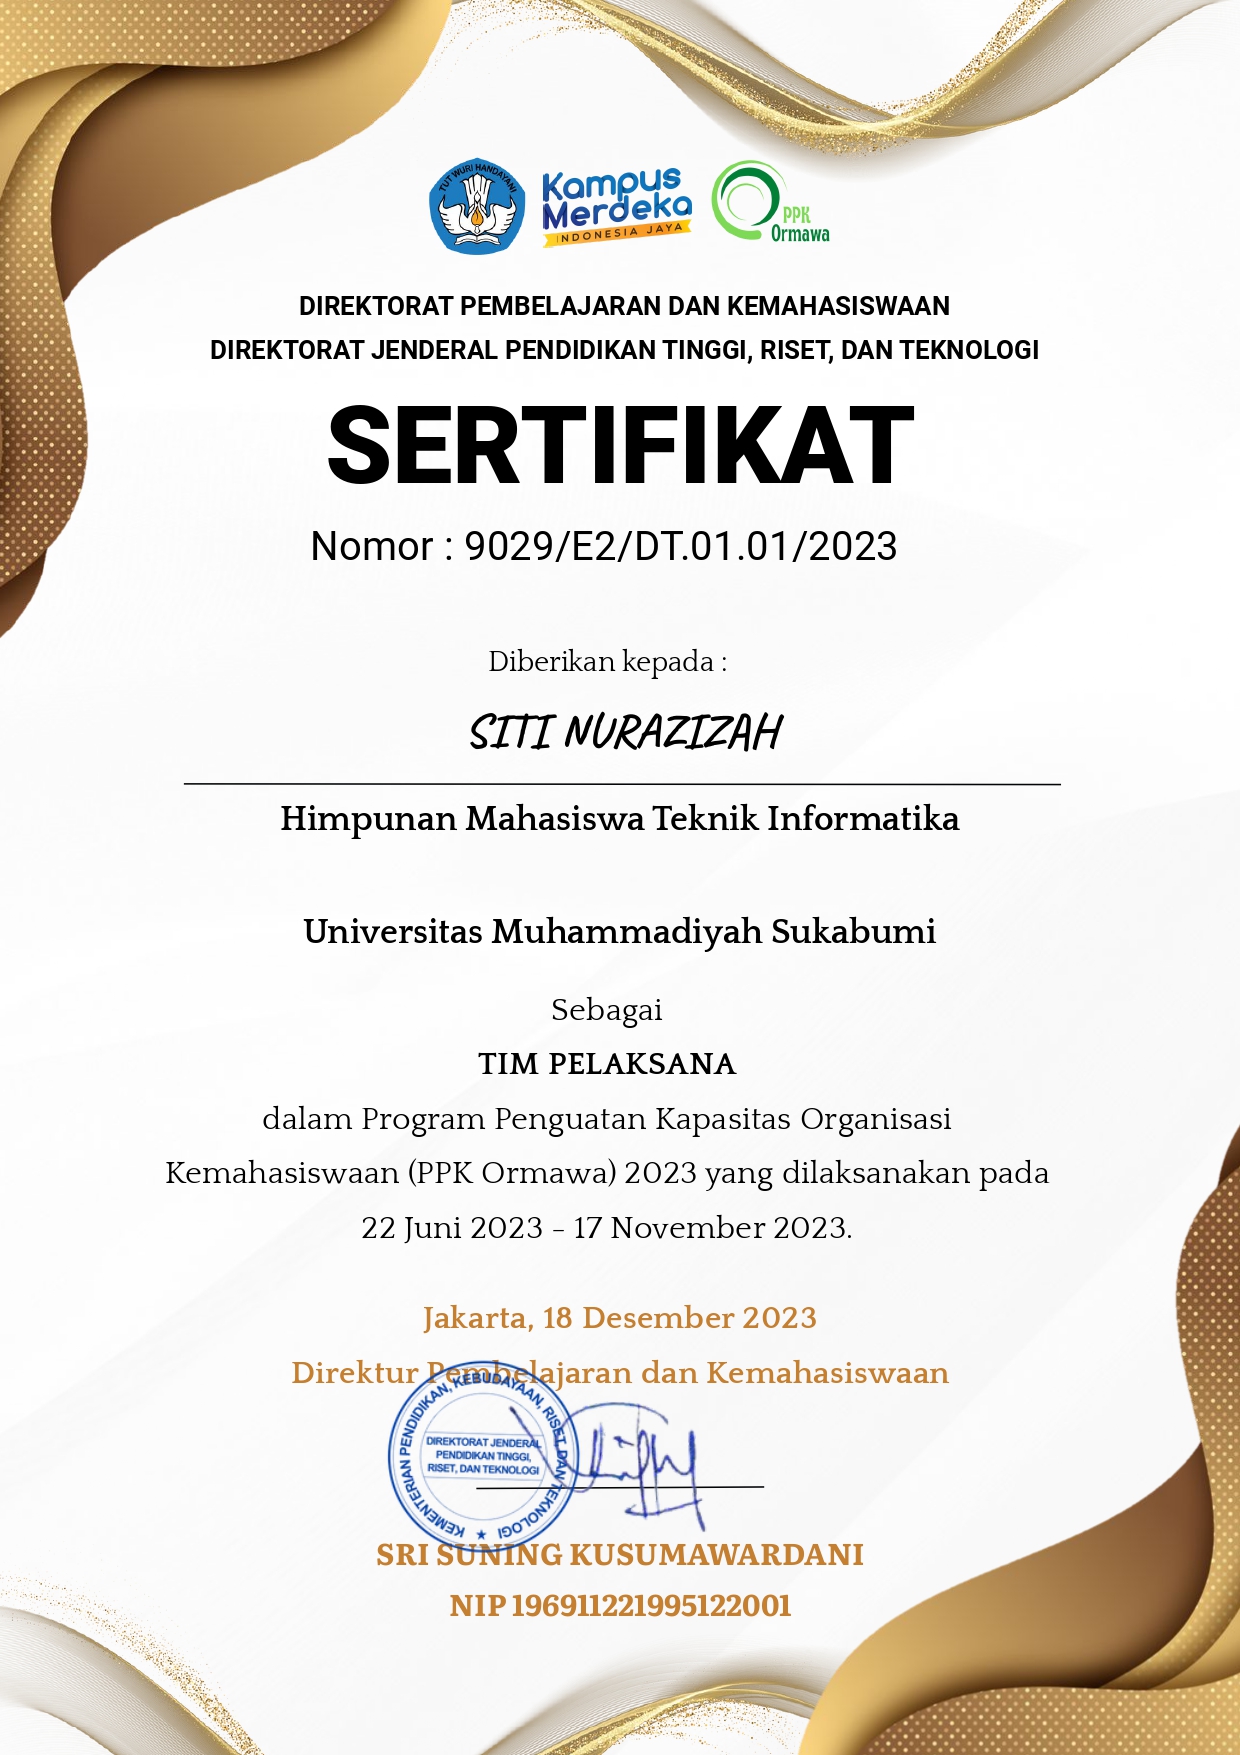 TUT WURI HANDAYANI
Kampus
Merdeka
INDONESIA JAYA
PPK
Ormawa
DIREKTORAT PEMBELAJARAN DAN KEMAHASISWAAN
DIREKTORAT JENDERAL PENDIDIKAN TINGGI, RISET, DAN TEKNOLOGI
SERTIFIKAT
Nomor : 9029/E2/DT.01.01/2023
Diberikan kepada :
SITI NURAZIZAH
Himpunan Mahasiswa Teknik Informatika
Universitas Muhammadiyah Sukabumi
Sebagai
TIM PELAKSANA
dalam Program Penguatan Kapasitas Organisasi
Kemahasiswaan (PPK Ormawa) 2023 yang dilaksanakan pada
22 Juni 2023 - 17 November 2023.
Jakarta, 18 Desember 2023
Direktur Pembelajaran dan Kemahasiswaan
KEMENTERIAN PENDIDIKAN, KEBUDAYAAN, RISET, DAN TEKNOLOGI
DIREKTORAT JENDERAL
PENDIDIKAN TINGGI,
RISET, DAN TEKNOLOGI
SRI SUNING KUSUMAWARDANI
NIP 196911221995122001